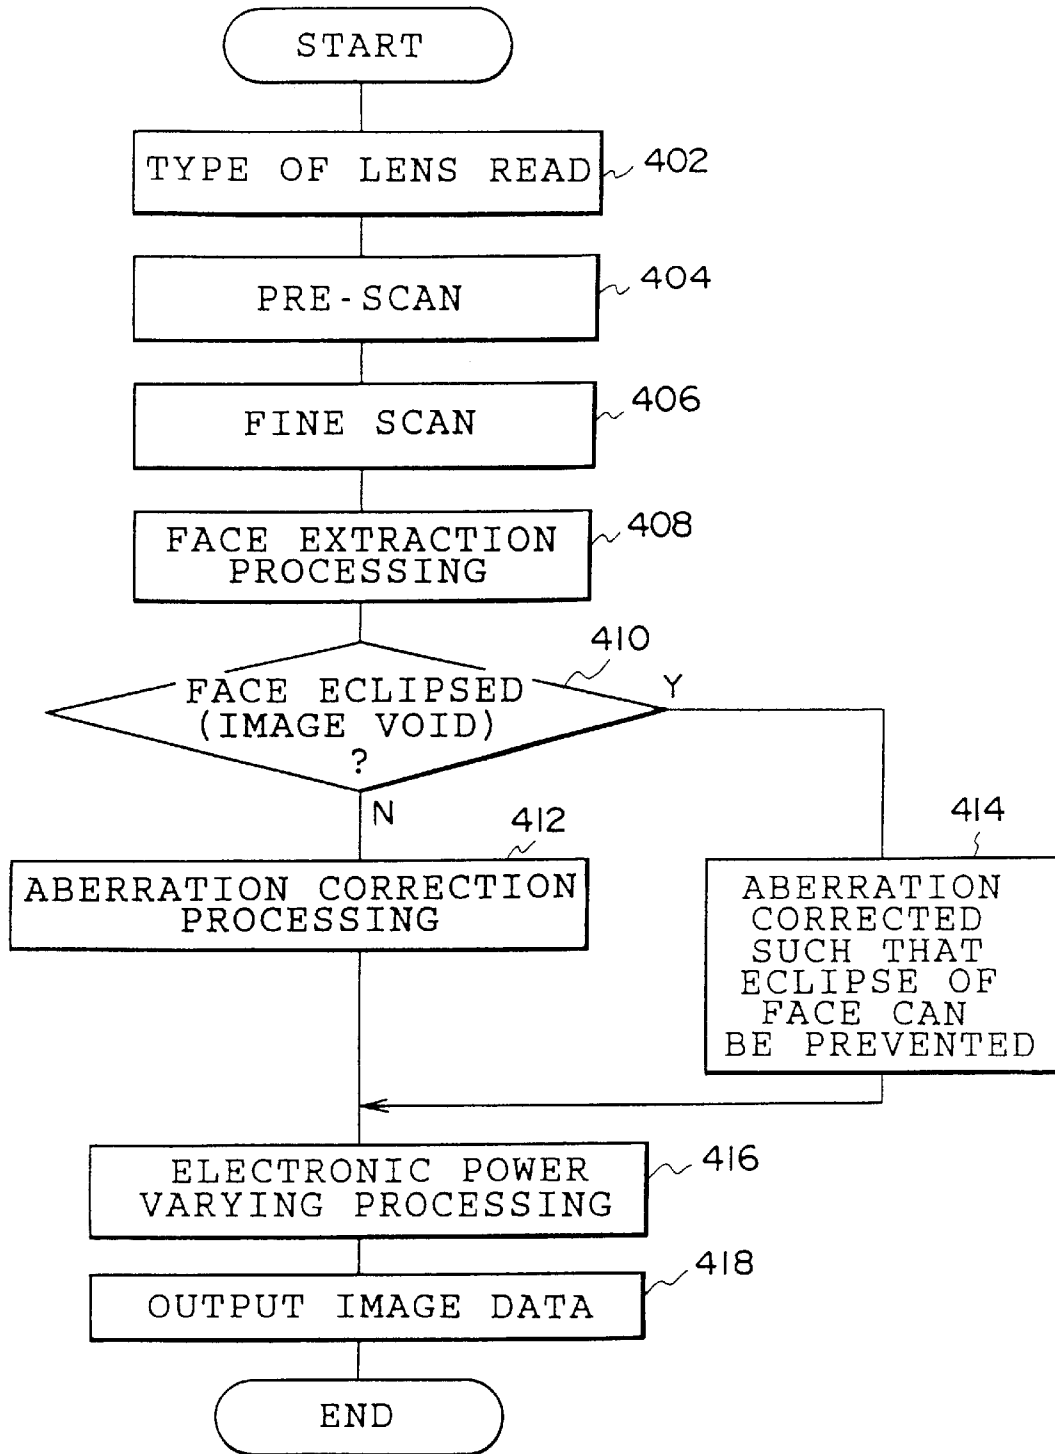 START
TYPE OF LENS READ
402
PRE-SCAN
404
FINE SCAN
406
FACE EXTRACTION
PROCESSING
408
FACE ECLIPSED
(IMAGE VOID)
?
410
Y
N
412
ABERRATION CORRECTION
PROCESSING
414
ABERRATION
CORRECTED
SUCH THAT
ECLIPSE OF
FACE CAN
BE PREVENTED
ELECTRONIC POWER
VARYING PROCESSING
416
OUTPUT IMAGE DATA
418
END